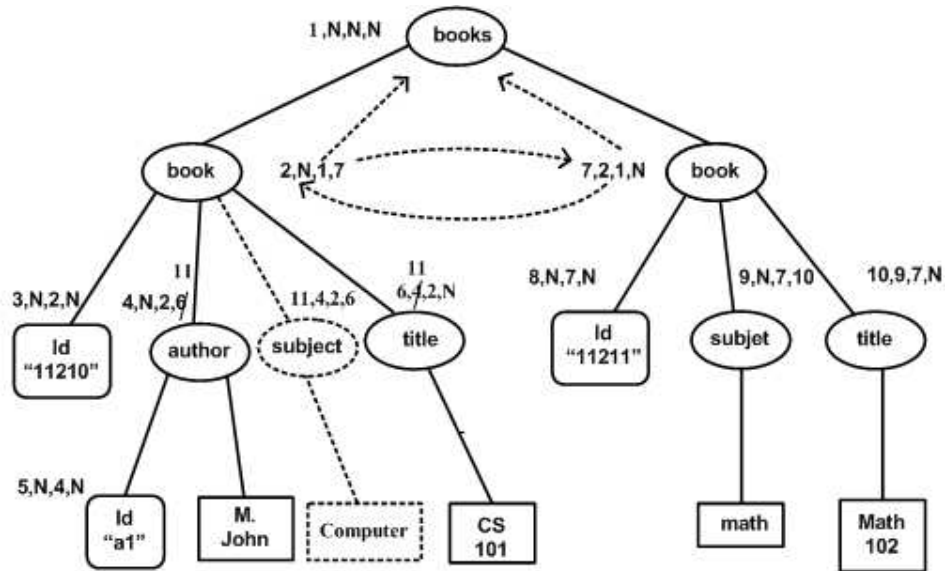 1,N,N,N
books
book
2,N,1,7
7,2,1,N
book
11
11
3,N,2,N
4,N,2,6
11,4,2,6
6,4,2,N
8,N,7,N
9,N,7,10
10,9,7,N
Id
"11210"
author
subject
title
Id
"11211"
subjet
title
5,N,4,N
Id
"a1"
M.
John
Computer
CS
101
math
Math
102